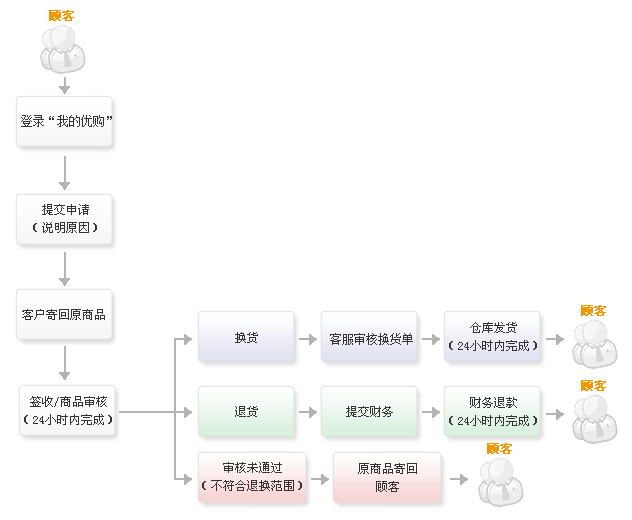 顾客
登录“我的优购”
提交申请
（说明原因）
客户寄回原商品
签收/商品审核
（24小时内完成）
换货
客服审核换货单
仓库发货
（24小时内完成）
顾客
退货
提交财务
财务退款
（24小时内完成）
顾客
审核未通过
（不符合退换范围）
原商品寄回
顾客
顾客